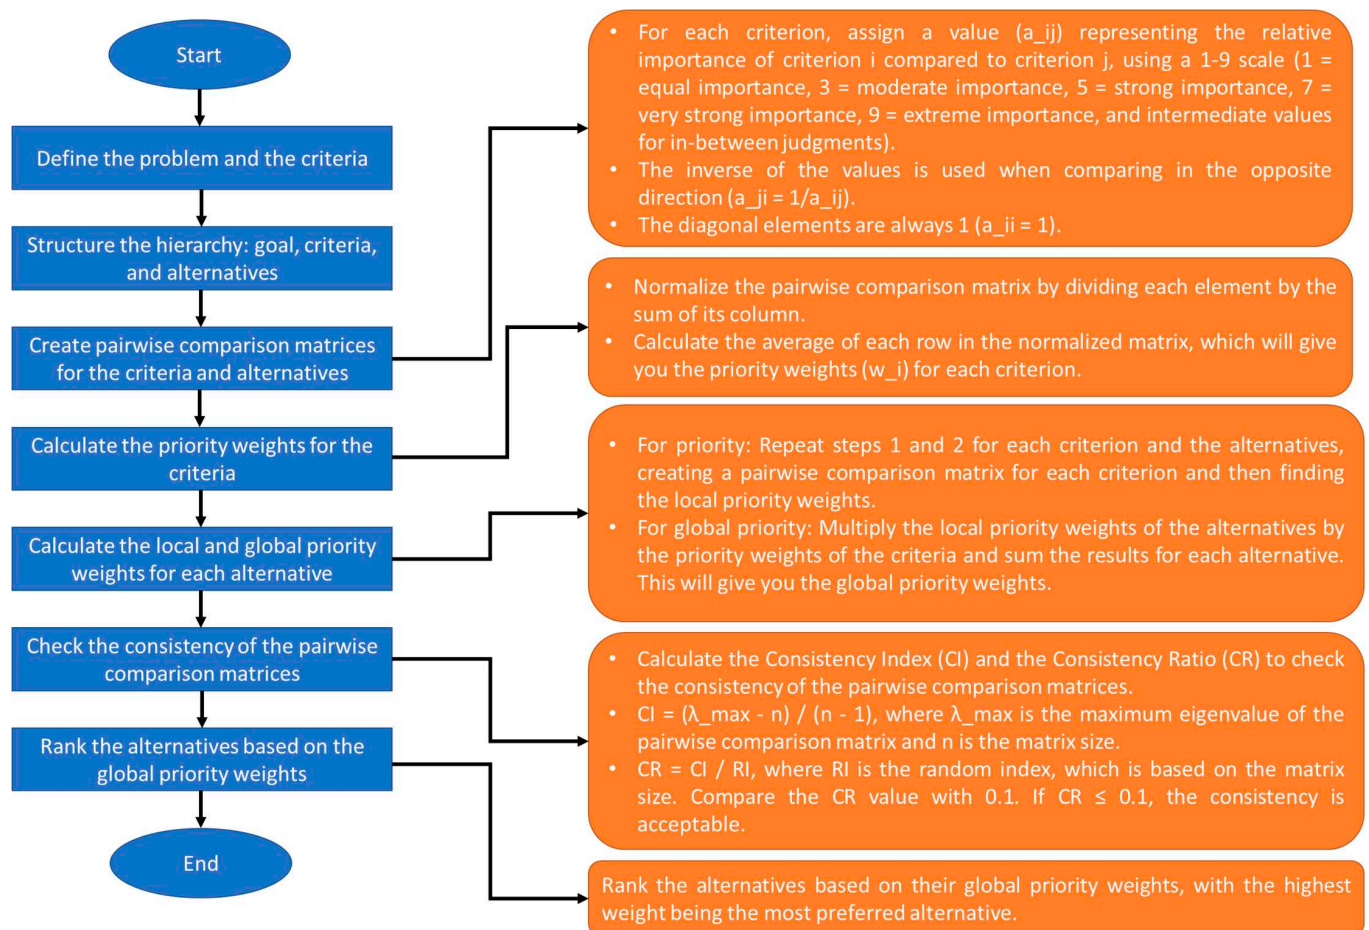 Start
Define the problem and the criteria
Structure the hierarchy: goal, criteria,
and alternatives
Create pairwise comparison matrices
for the criteria and alternatives
Calculate the priority weights for the
criteria
Calculate the local and global priority
weights for each alternative
Check the consistency of the pairwise
comparison matrices
Rank the alternatives based on the
global priority weights
End
• For each criterion, assign a value (a_ij) representing the relative
importance of criterion i compared to criterion j, using a 1-9 scale (1 =
equal importance, 3 = moderate importance, 5 = strong importance, 7 =
very strong importance, 9 = extreme importance, and intermediate values
for in-between judgments).
• The inverse of the values is used when comparing in the opposite
direction (a_ji = 1/a_ij).
• The diagonal elements are always 1 (a_ii = 1).
• Normalize the pairwise comparison matrix by dividing each element by the
sum of its column.
• Calculate the average of each row in the normalized matrix, which will give
you the priority weights (w_i) for each criterion.
• For priority: Repeat steps 1 and 2 for each criterion and the alternatives,
creating a pairwise comparison matrix for each criterion and then finding
the local priority weights.
• For global priority: Multiply the local priority weights of the alternatives by
the priority weights of the criteria and sum the results for each alternative.
This will give you the global priority weights.
• Calculate the Consistency Index (CI) and the Consistency Ratio (CR) to check
the consistency of the pairwise comparison matrices.
• CI = (λ_max - n) / (n - 1), where λ_max is the maximum eigenvalue of the
pairwise comparison matrix and n is the matrix size.
• CR = CI / RI, where RI is the random index, which is based on the matrix
size. Compare the CR value with 0.1. If CR ≤ 0.1, the consistency is
acceptable.
Rank the alternatives based on their global priority weights, with the highest
weight being the most preferred alternative.